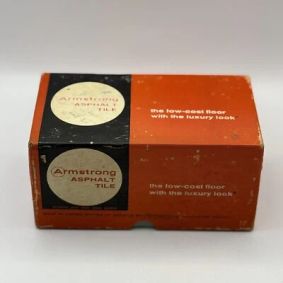 Armstrong
ASPHALT
TILE
the low-cost floor
with the luxury look
Armstrong
ASPHALT
TILE
the low-cost floor
with the luxury look